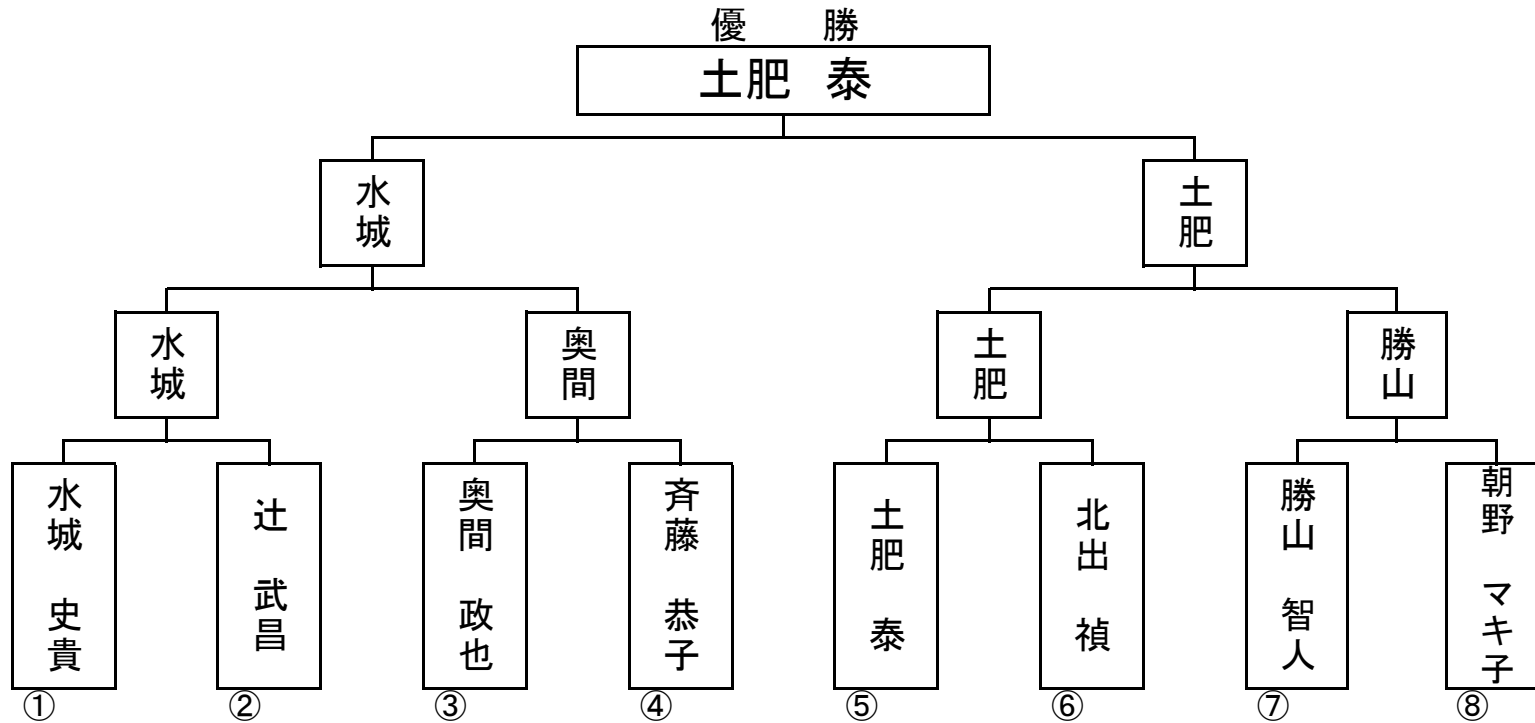 優　勝
土肥　泰
水城
土肥
水城
奥間
土肥
勝山
水城　史貴
辻　武昌
奥間　政也
斉藤　恭子
土肥　泰
北出　禎
勝山　智人
朝野　マキ子
①
②
③
④
⑤
⑥
⑦
⑧